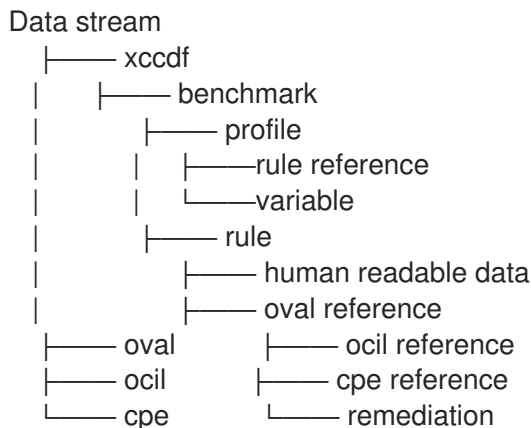 Data stream
├── xccdf
│ ├── benchmark
│ ├── profile
│ │ ├──rule reference
│ │ └──variable
│ ├── rule
│ ├── human readable data
│ ├── oval reference
├── oval ├── ocil reference
├── ocil ├── cpe reference
└── cpe └── remediation